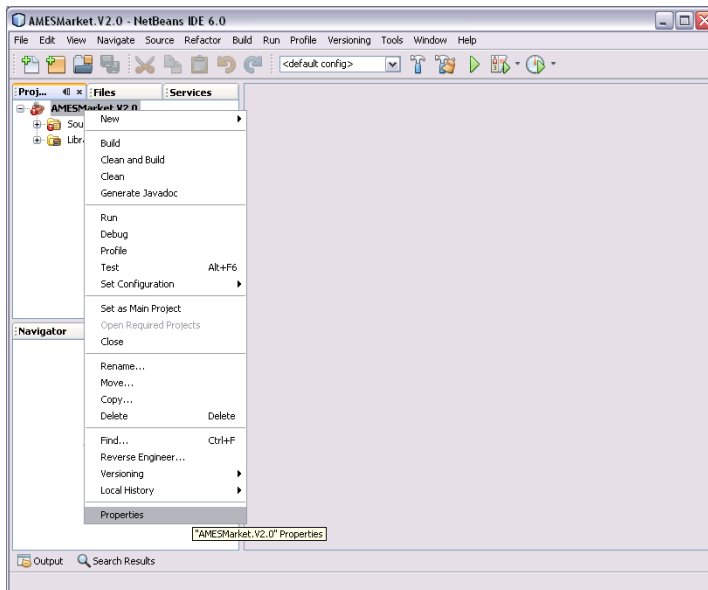 AMESMarket.V2.0 - NetBeans IDE 6.0
File Edit View Navigate Source Refactor Build Run Profile Versioning Tools Window Help
<default config>
Proj... Files Services
AMESMarket.V2.0
Sou
Libr
New
Build
Clean and Build
Clean
Generate Javadoc
Run
Debug
Profile
Test Alt+F6
Set Configuration
Set as Main Project
Open Required Projects
Close
Navigator
Rename...
Move...
Copy...
Delete Delete
Find... Ctrl+F
Reverse Engineer...
Versioning
Local History
Properties
"AMESMarket.V2.0" Properties
Output Search Results